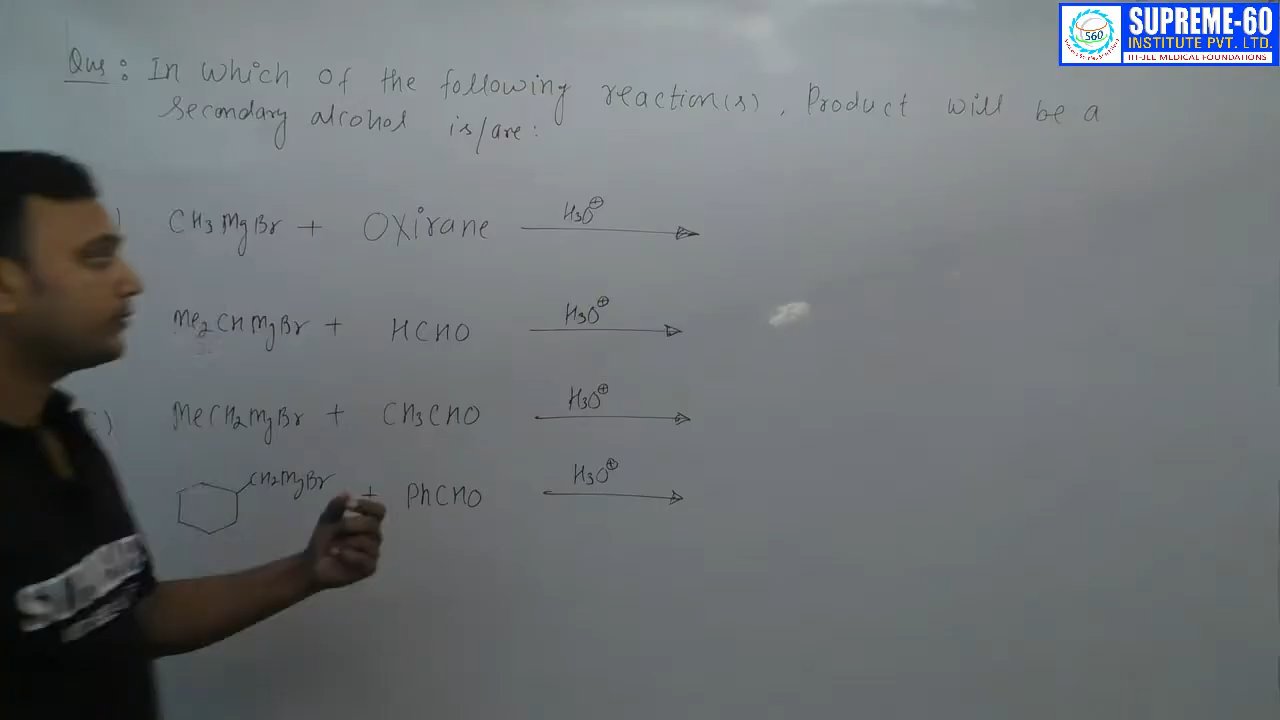 SUPREME-60
INSTITUTE PVT. LTD.
IIT-JEE MEDICAL FOUNDATIONS
S60
Qus : In which of the following reaction(s), Product will be a
Secondary alcohol is/are :
) CH3MgBr + Oxirane H3O⊕
Me2CHMgBr + HCHO H3O⊕
) MeCH2MgBr + CH3CHO H3O⊕
CH2MgBr + PhCHO H3O⊕